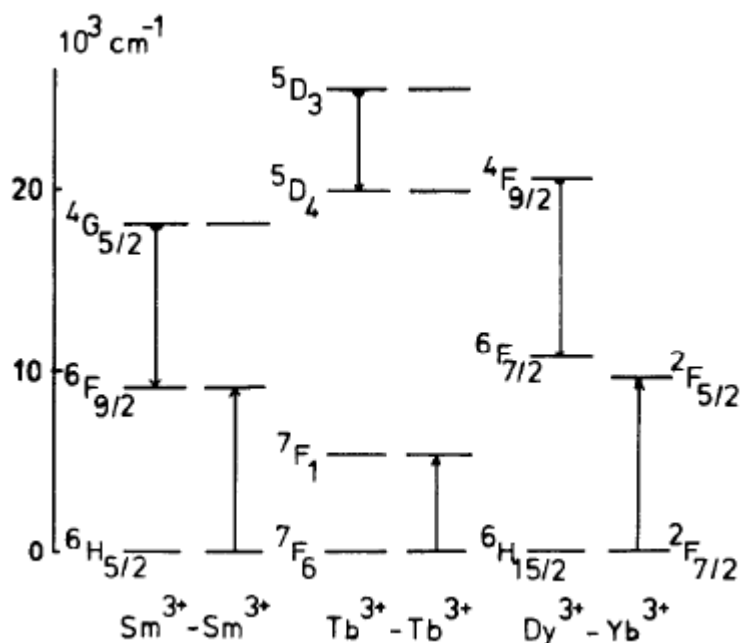 10³ cm⁻¹
⁵D₃
20
⁵D₄
⁴F₉/₂
⁴G₅/₂
10
⁶F₉/₂
⁶F₇/₂
²F₅/₂
⁷F₁
0
⁶H₅/₂
⁷F₆
⁶H₁₅/₂
²F₇/₂
Sm³⁺-Sm³⁺ Tb³⁺-Tb³⁺ Dy³⁺-Yb³⁺